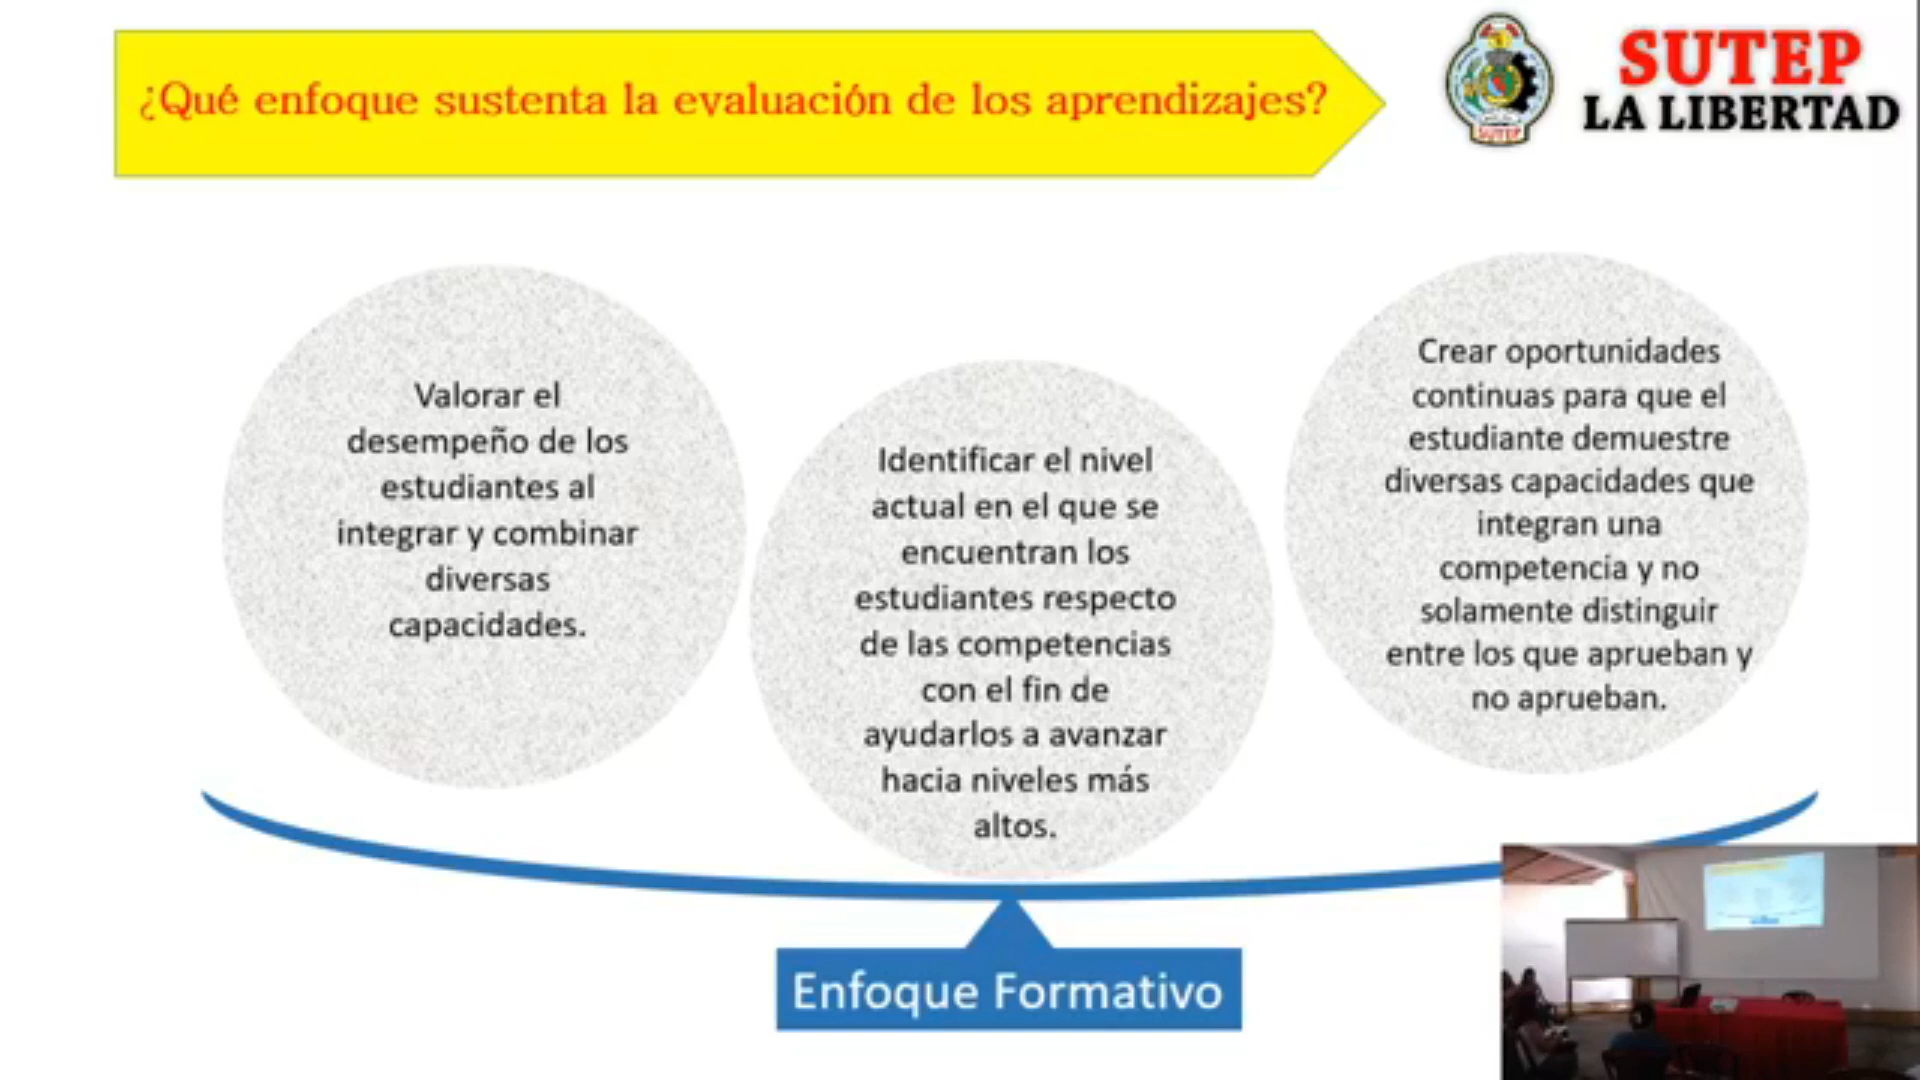 ¿Qué enfoque sustenta la evaluación de los aprendizajes?
SUTEP
LA LIBERTAD
SUTEP
Valorar el
desempeño de los
estudiantes al
integrar y combinar
diversas
capacidades.
Identificar el nivel
actual en el que se
encuentran los
estudiantes respecto
de las competencias
con el fin de
ayudarlos a avanzar
hacia niveles más
altos.
Crear oportunidades
continuas para que el
estudiante demuestre
diversas capacidades que
integran una
competencia y no
solamente distinguir
entre los que aprueban y
no aprueban.
Enfoque Formativo